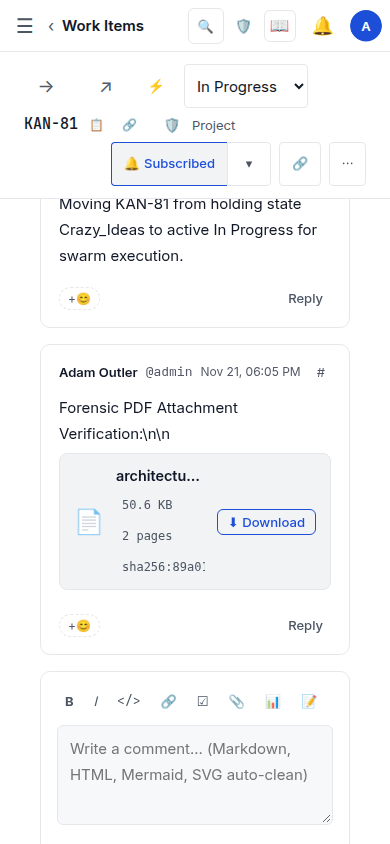 ☰ ‹ Work Items 🔍 🛡️ 📖 🔔 A
→ ↗ ⚡ In Progress
KAN-81 📋 🔗 🛡️ Project
🔔 Subscribed ▾ 🔗 ...
Moving KAN-81 from holding state
Crazy_Ideas to active In Progress for
swarm execution.
+😊 Reply
Adam Outler @admin Nov 21, 06:05 PM #
Forensic PDF Attachment
Verification:\n\n
architectu...
50.6 KB
2 pages
sha256:89a0
⬇ Download
+😊 Reply
B I </> 🔗 ☑ 📎 📊 📝
Write a comment... (Markdown,
HTML, Mermaid, SVG auto-clean)